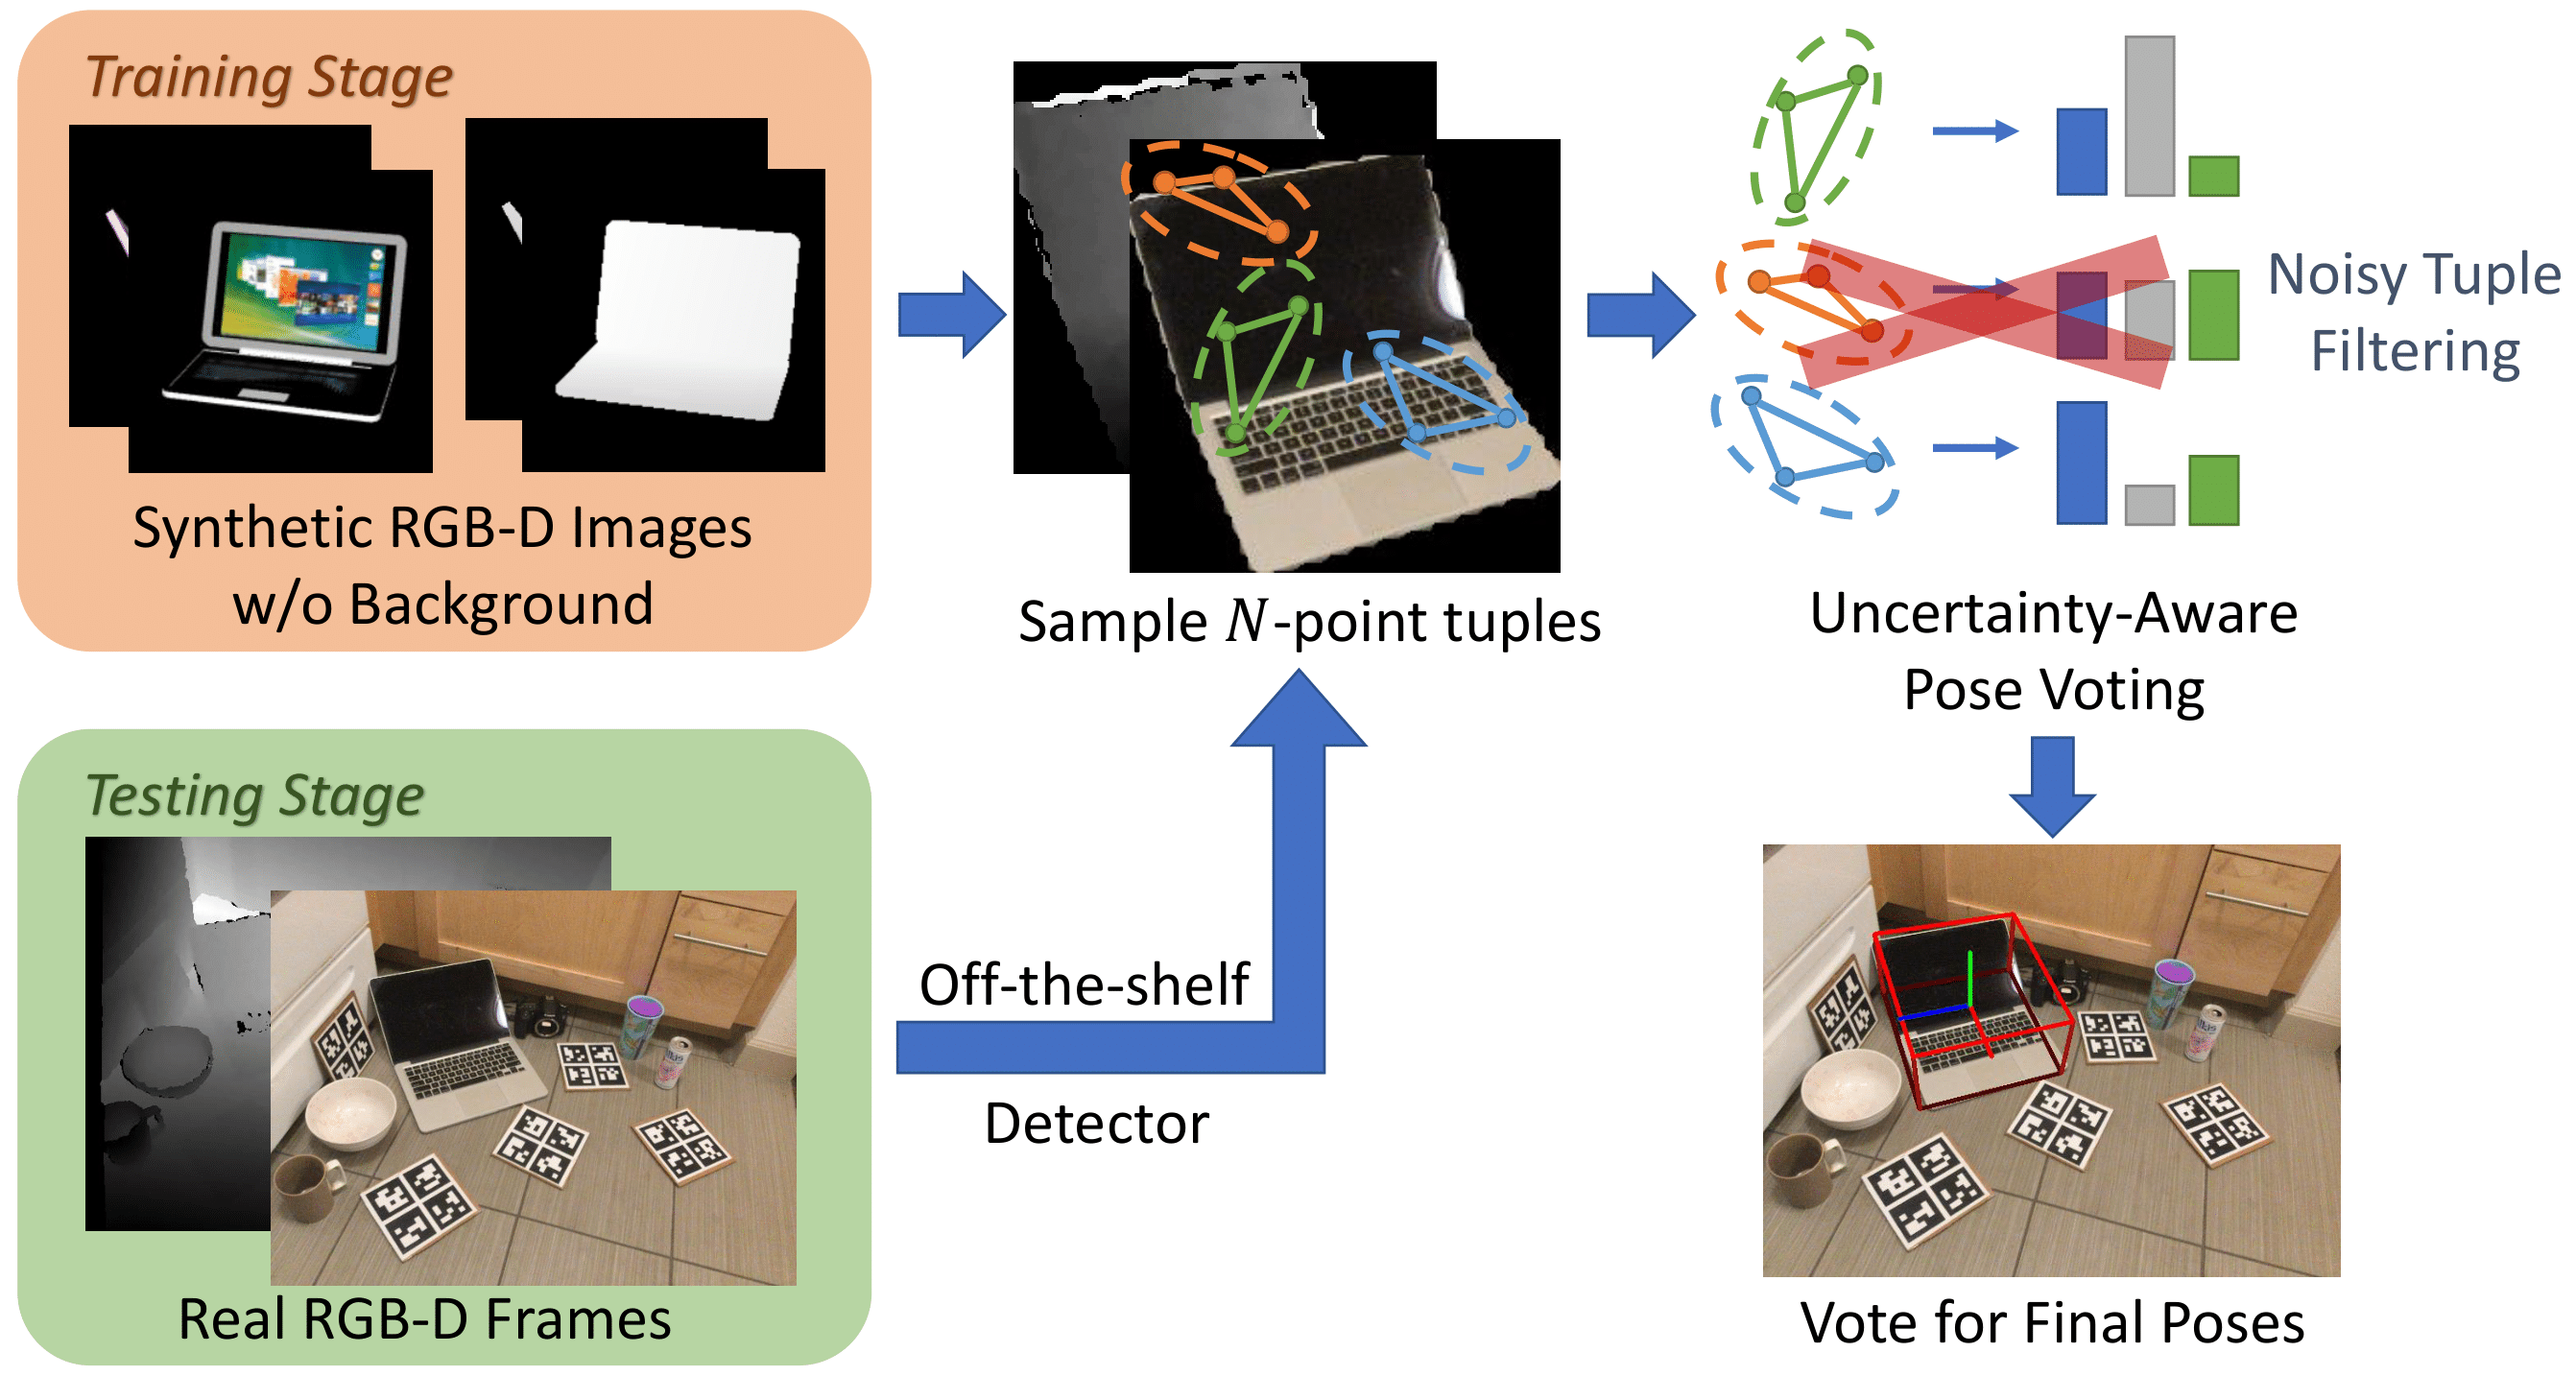 Training Stage
Synthetic RGB-D Images
w/o Background
Sample N-point tuples
Noisy Tuple
Filtering
Uncertainty-Aware
Pose Voting
Testing Stage
Real RGB-D Frames
Off-the-shelf
Detector
Vote for Final Poses